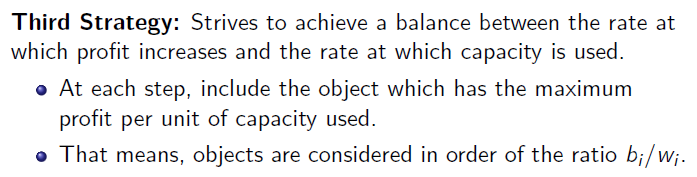 Third Strategy: Strives to achieve a balance between the rate at
which profit increases and the rate at which capacity is used.
At each step, include the object which has the maximum
profit per unit of capacity used.
That means, objects are considered in order of the ratio bᵢ/wᵢ.